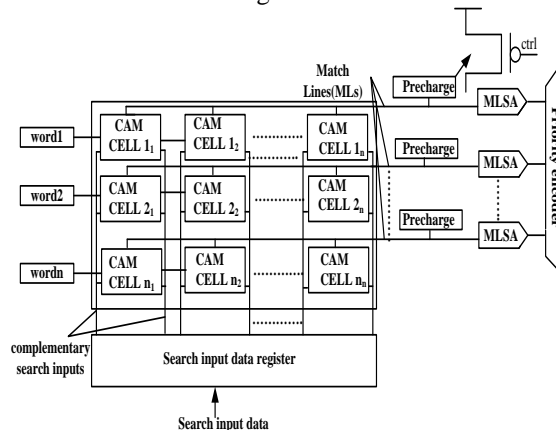 ctrl
Match
Lines(MLs)
Precharge
MLSA
word1
CAM
CELL 1₁
CAM
CELL 1₂
CAM
CELL 1ₙ
Precharge
MLSA
word2
CAM
CELL 2₁
CAM
CELL 2₂
CAM
CELL 2ₙ
Precharge
MLSA
wordn
CAM
CELL n₁
CAM
CELL n₂
CAM
CELL nₙ
Priority encoder
complementary
search inputs
Search input data register
Search input data